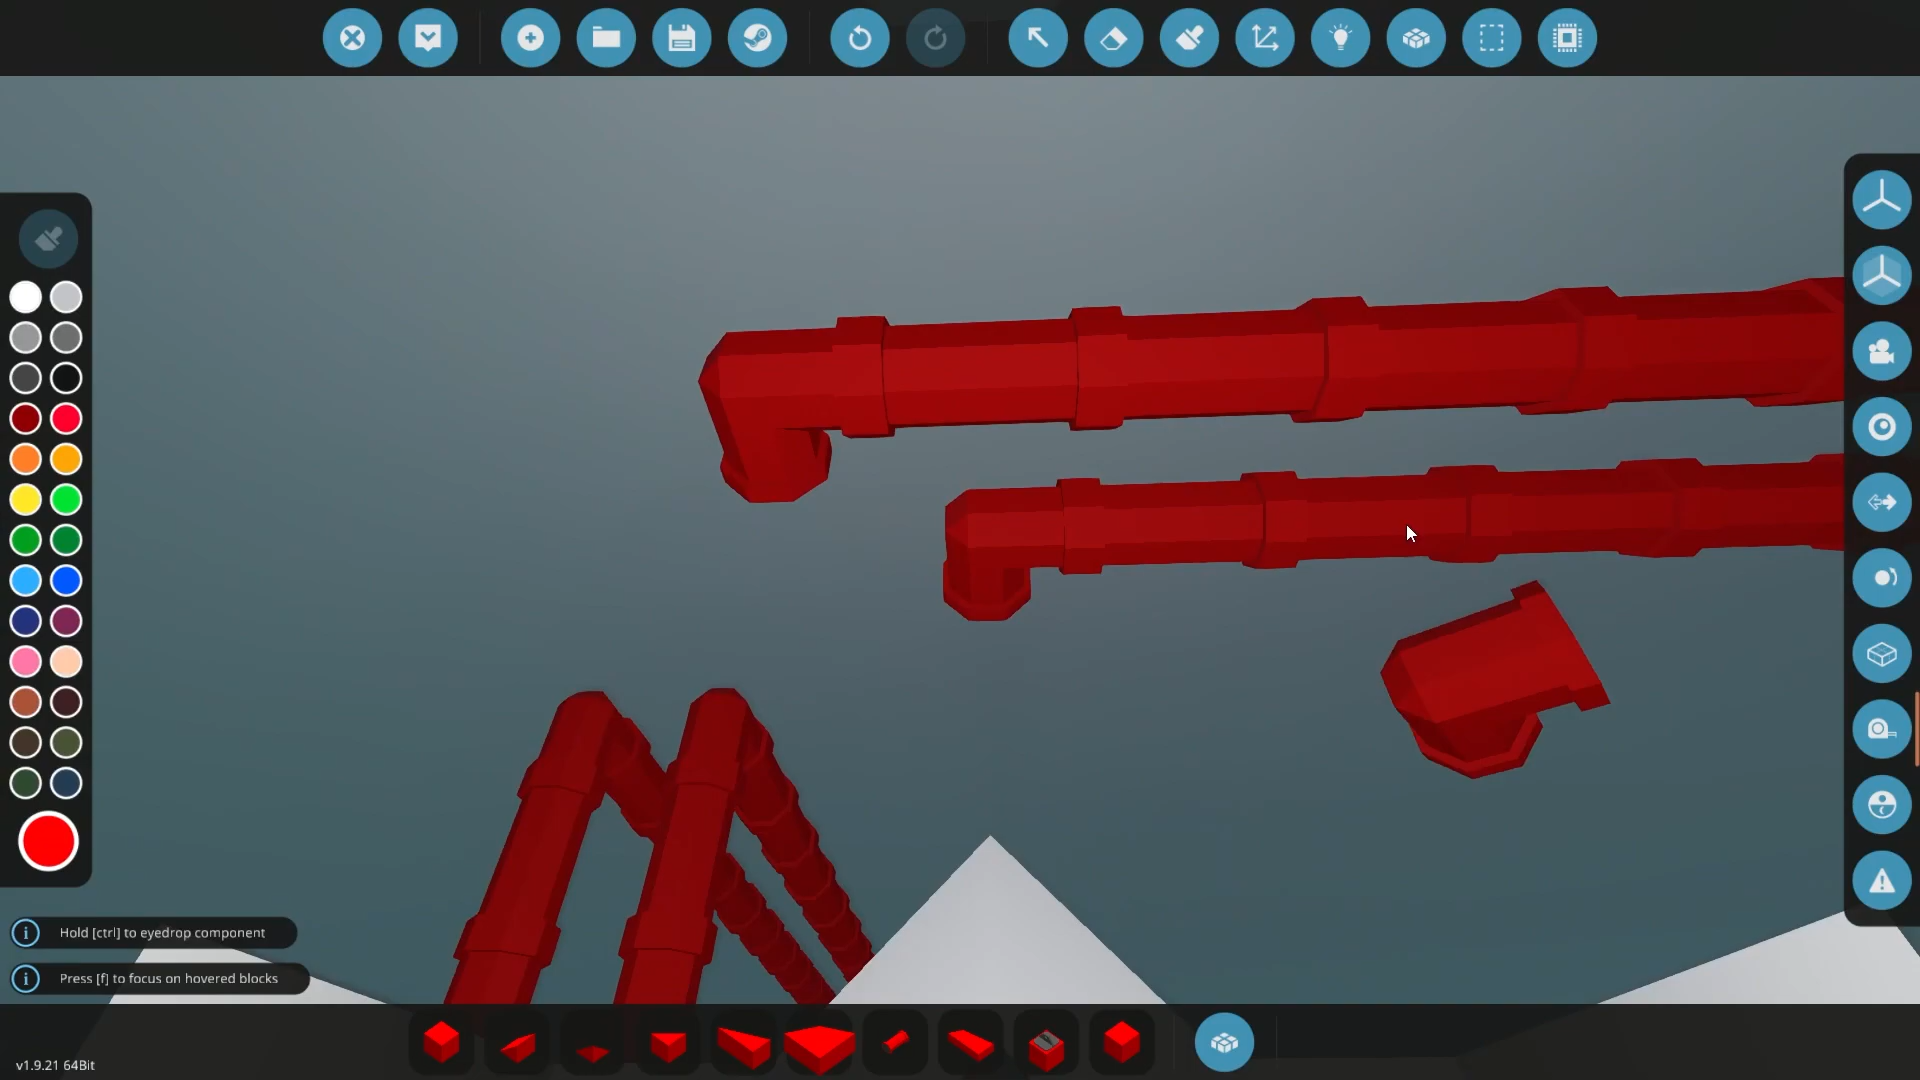 Hold [ctrl] to eyedrop component
Press [f] to focus on hovered blocks
v1.9.21 64Bit